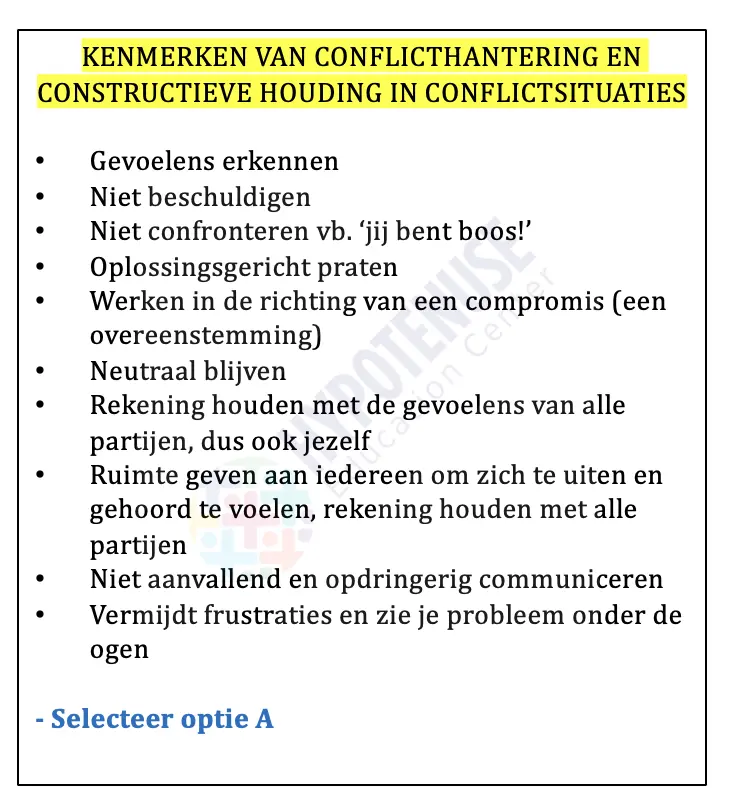 KENMERKEN VAN CONFLICTHANTERING EN
CONSTRUCTIEVE HOUDING IN CONFLICTSITUATIES
• Gevoelens erkennen
• Niet beschuldigen
• Niet confronteren vb. ‘jij bent boos!’
• Oplossingsgericht praten
• Werken in de richting van een compromis (een
overeenstemming)
• Neutraal blijven
• Rekening houden met de gevoelens van alle
partijen, dus ook jezelf
• Ruimte geven aan iedereen om zich te uiten en
gehoord te voelen, rekening houden met alle
partijen
• Niet aanvallend en opdringerig communiceren
• Vermijdt frustraties en zie je probleem onder de
ogen
- Selecteer optie A
HYPOTENUSE
Education Center